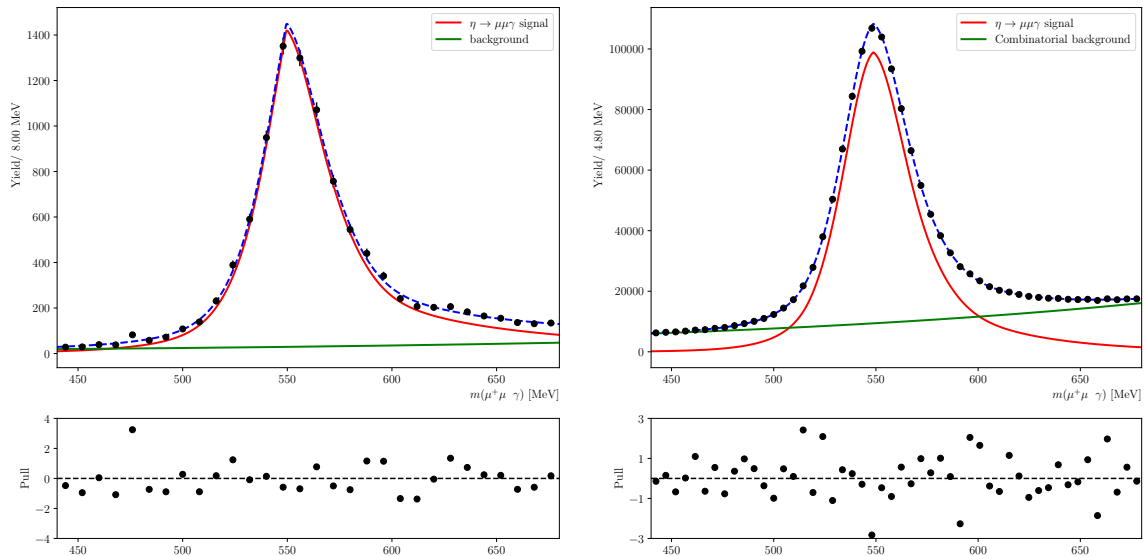 η → μμγ signal
background
1400
1200
1000
800
600
400
200
0
Yield/ 8.00 MeV
450 500 550 600 650
m(μ⁺μ γ) [MeV]
4
2
0
−2
−4
Pull
450 500 550 600 650
η → μμγ signal
Combinatorial background
100000
80000
60000
40000
20000
0
Yield/ 4.80 MeV
450 500 550 600 650
m(μ⁺μ γ) [MeV]
3
1
−1
−3
Pull
450 500 550 600 650